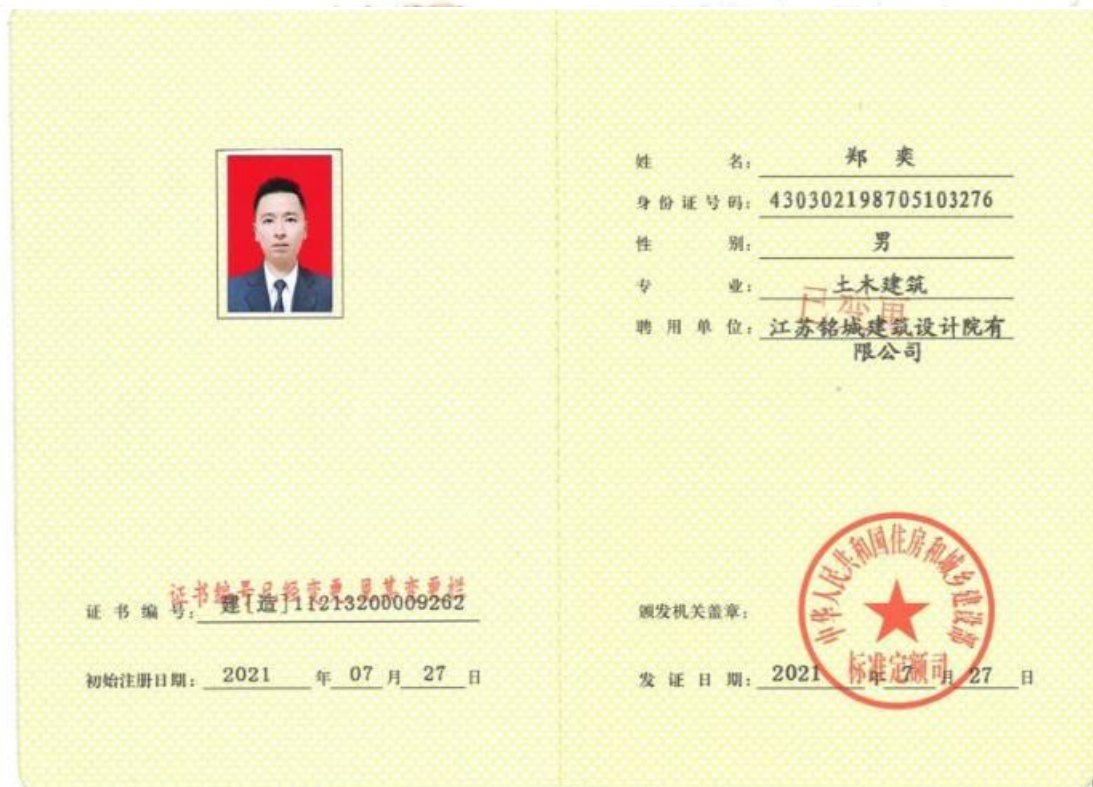 姓 名: 郑 奕
身份证号码: 430302198705103276
性 别: 男
专 业: 土木建筑
已变更
聘用单位: 江苏铭城建筑设计院有
限公司
证书编号已经变更,见其变更栏
证 书 编 号: 建[造]11213200009262
初始注册日期: 2021 年 07 月 27 日
颁发机关盖章:
中华人民共和国住房和城乡建设部
标准定额司
发 证 日 期: 2021 年 7 月 27 日